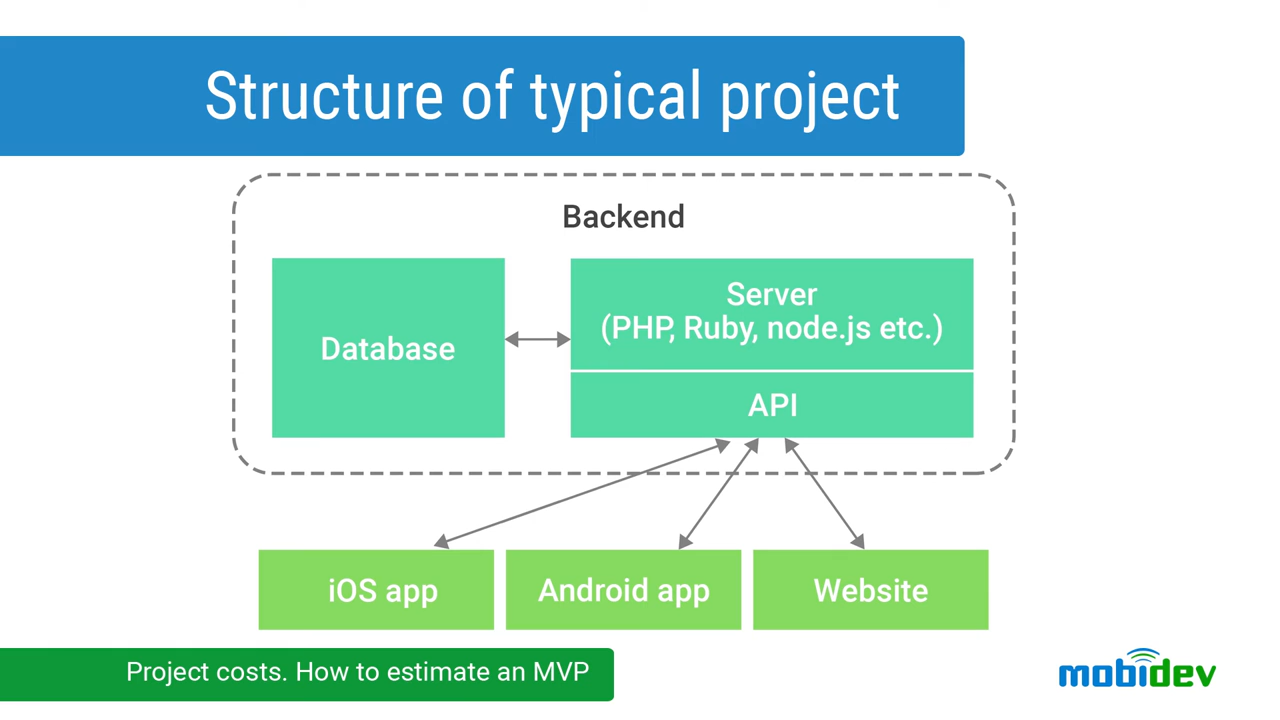 Structure of typical project
Backend
Database
Server
(PHP, Ruby, node.js etc.)
API
iOS app
Android app
Website
Project costs. How to estimate an MVP
mobidev